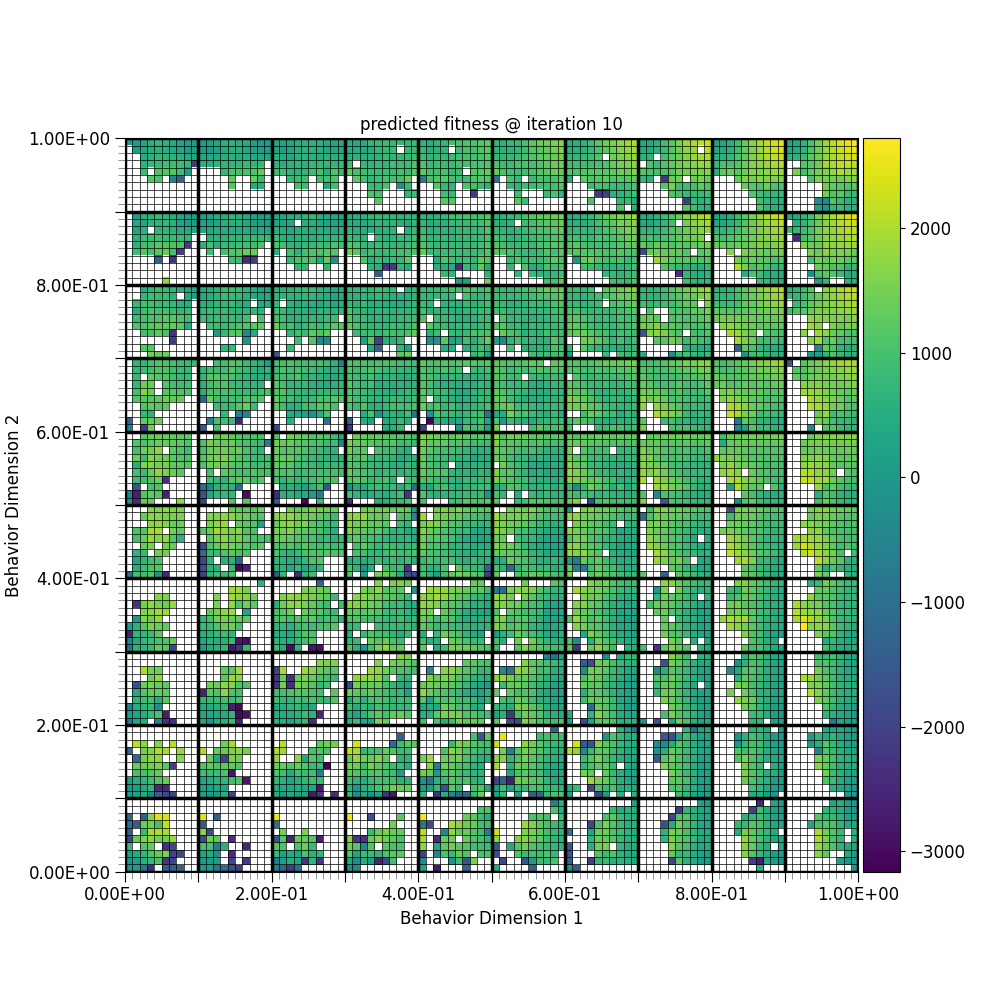 predicted fitness @ iteration 10
1.00E+00
8.00E-01
6.00E-01
4.00E-01
2.00E-01
0.00E+00
Behavior Dimension 2
0.00E+00 2.00E-01 4.00E-01 6.00E-01 8.00E-01 1.00E+00
Behavior Dimension 1
2000
1000
0
−1000
−2000
−3000